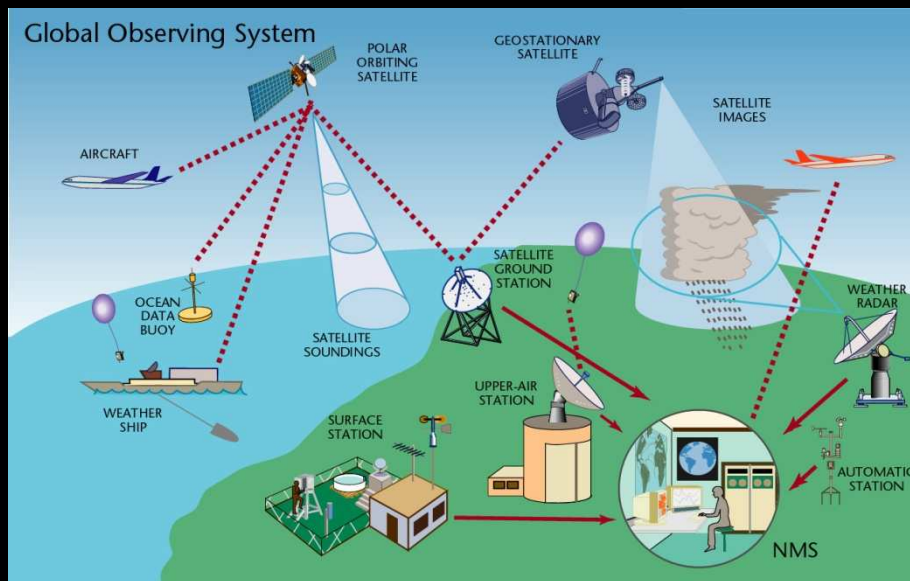 Global Observing System
POLAR
ORBITING
SATELLITE
GEOSTATIONARY
SATELLITE
SATELLITE
IMAGES
AIRCRAFT
OCEAN
DATA
BUOY
SATELLITE
SOUNDINGS
SATELLITE
GROUND
STATION
WEATHER
RADAR
WEATHER
SHIP
UPPER-AIR
STATION
SURFACE
STATION
AUTOMATIC
STATION
NMS